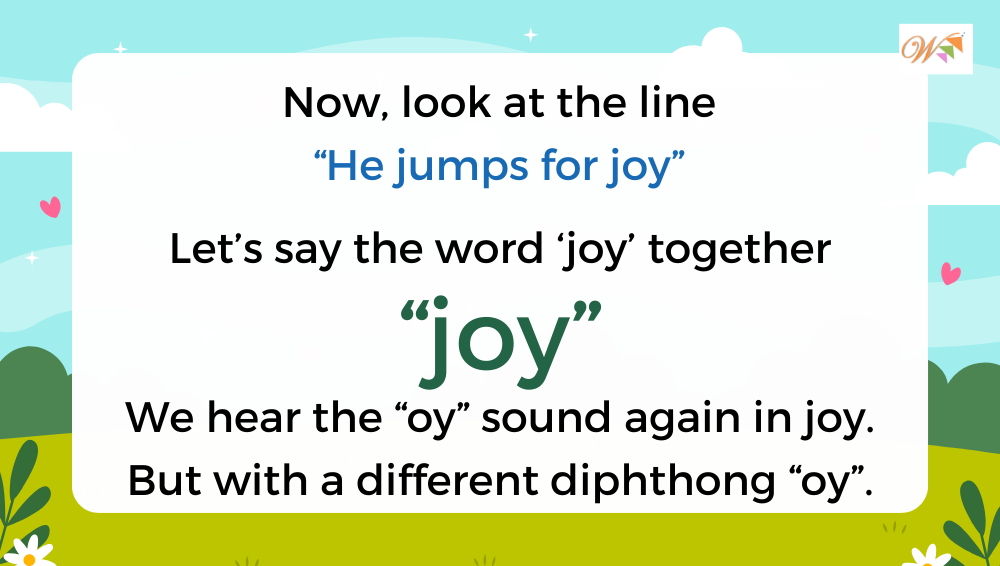 W
Now, look at the line
“He jumps for joy”
Let’s say the word ‘joy’ together
“joy”
We hear the “oy” sound again in joy.
But with a different diphthong “oy”.